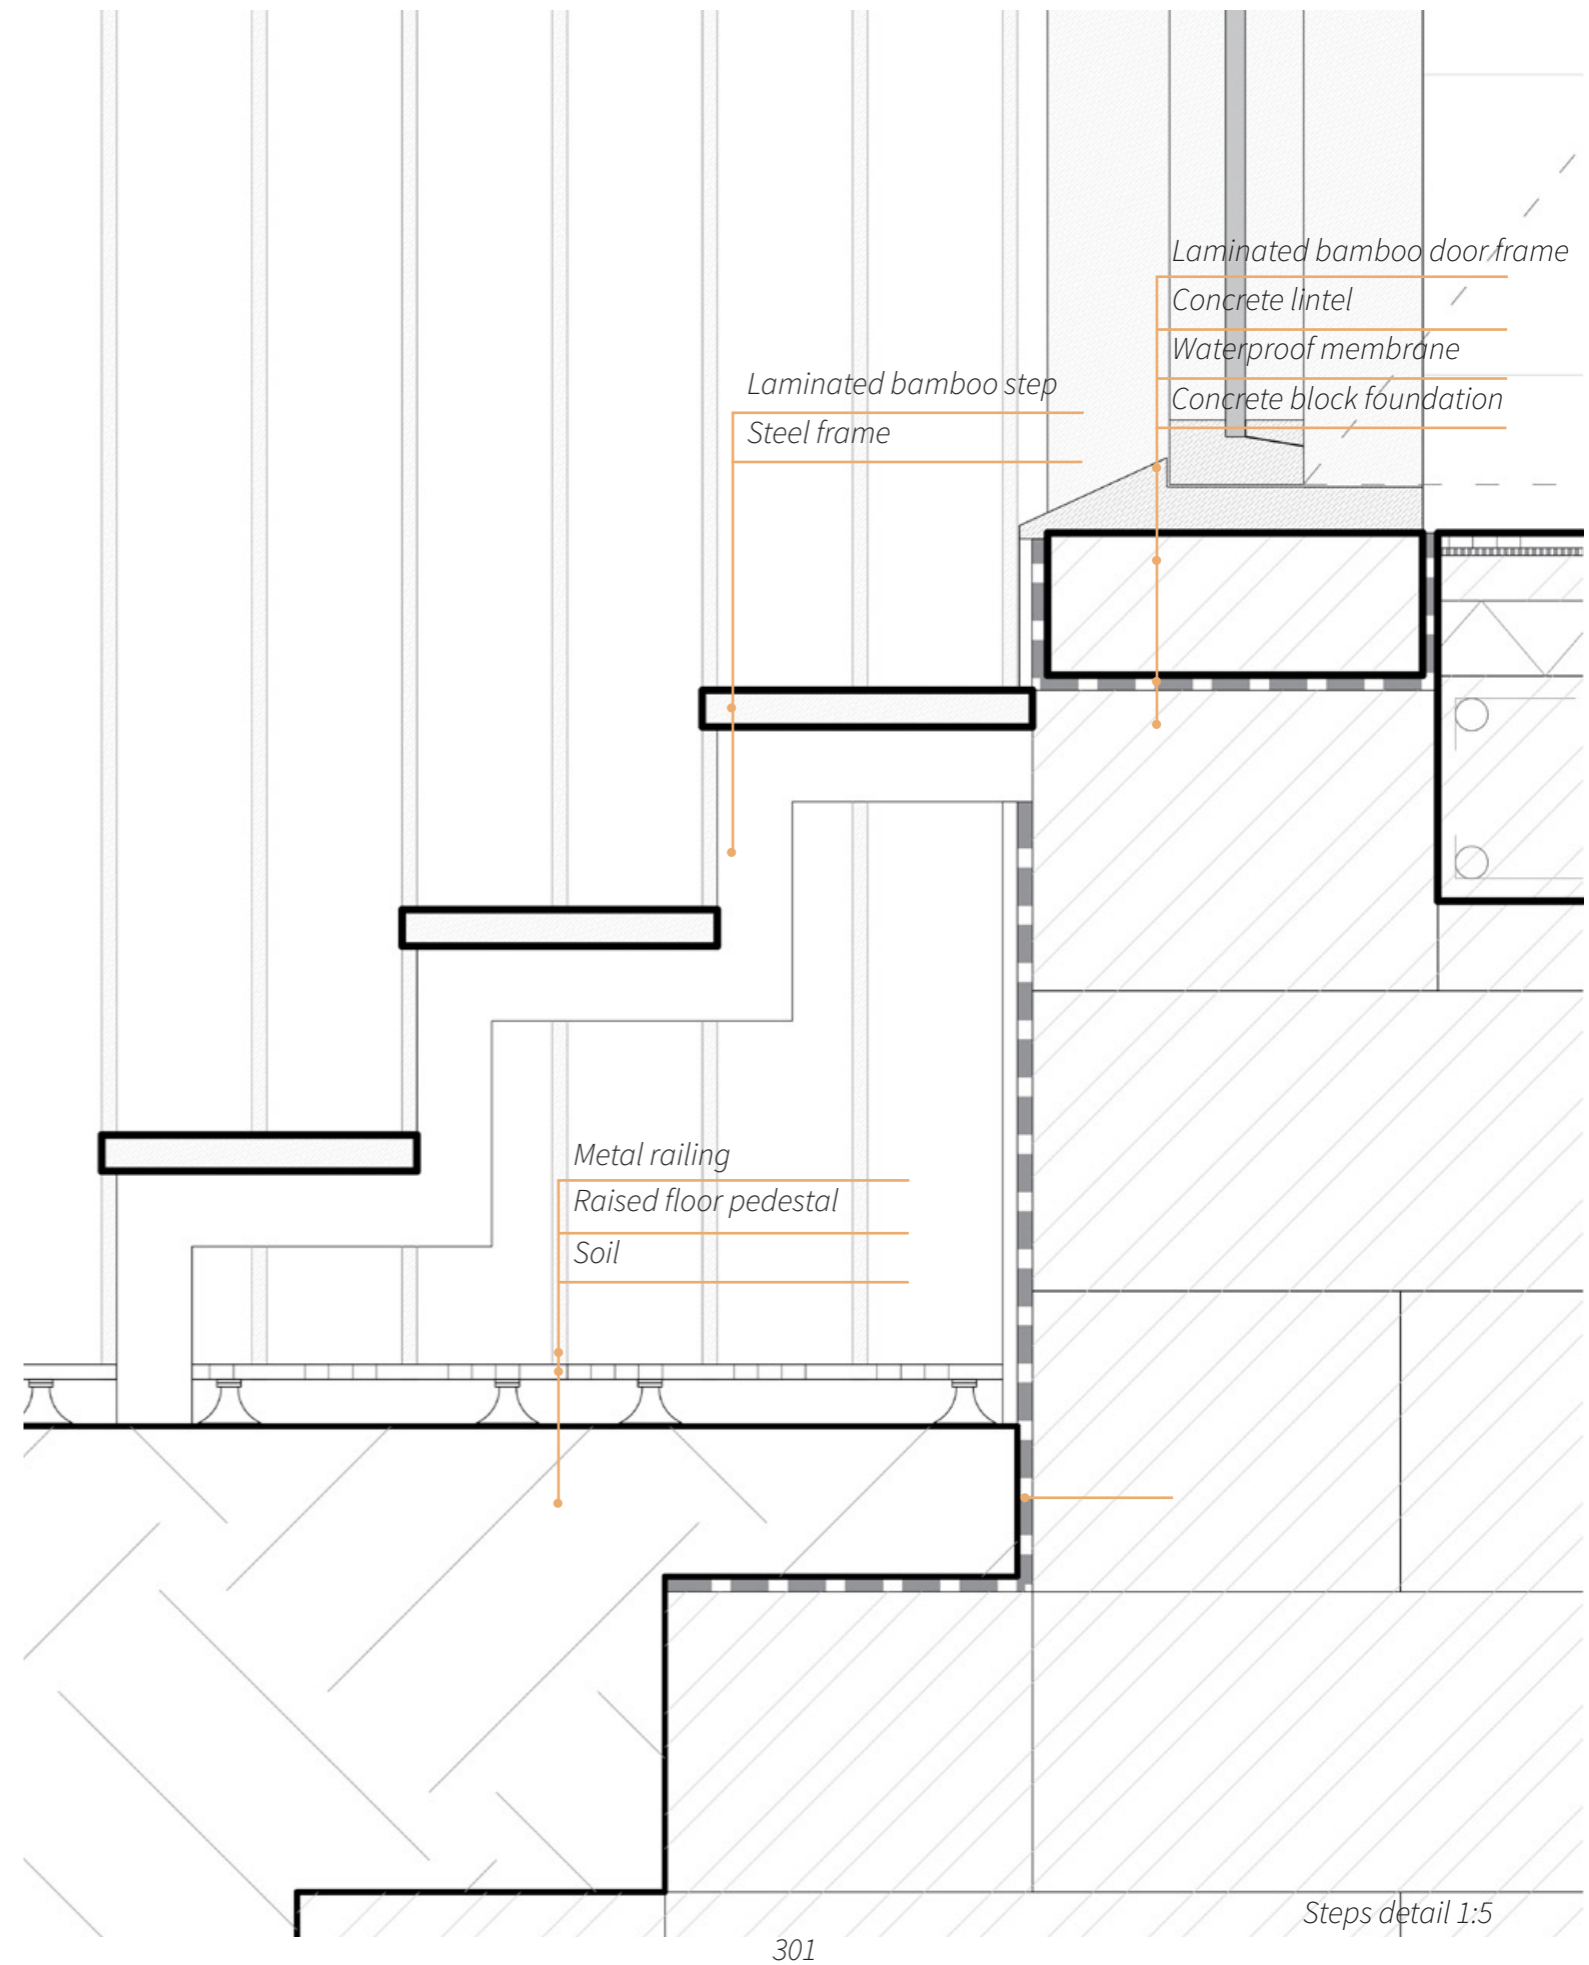 Laminated bamboo door frame
Concrete lintel
Waterproof membrane
Concrete block foundation
Laminated bamboo step
Steel frame
Metal railing
Raised floor pedestal
Soil
Steps detail 1:5
301